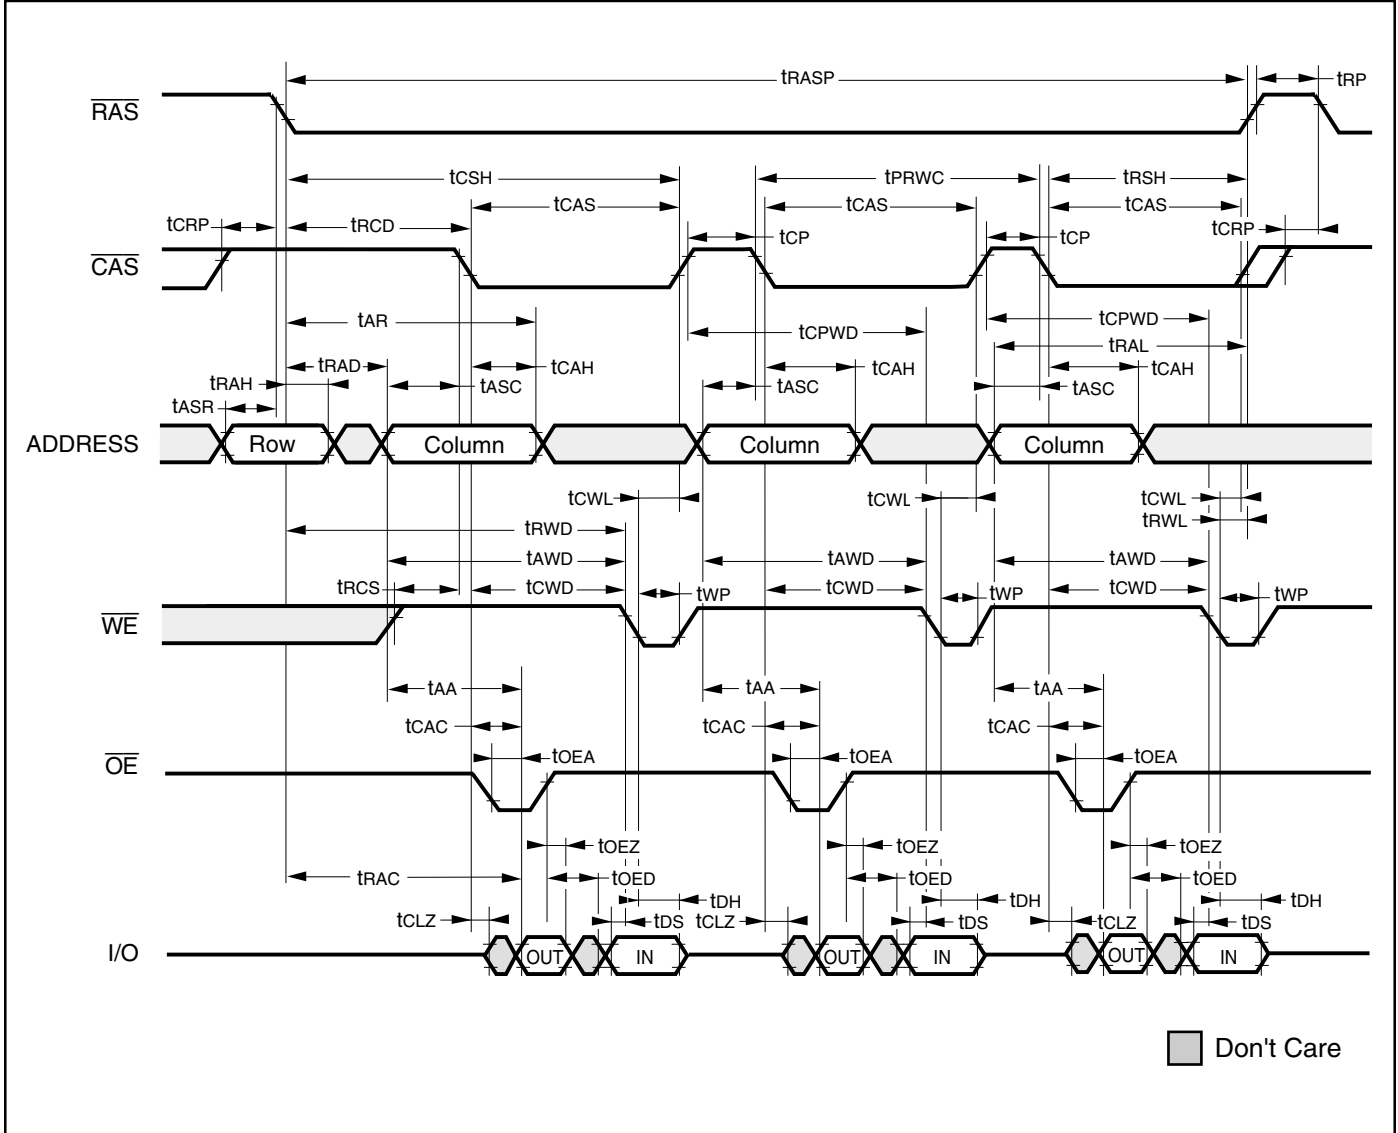 tRASP
tRP
RAS
tCSH tPRWC tRSH
tCAS tCAS tCAS
tCRP tRCD tCP tCP tCRP
CAS
tAR tCPWD tCPWD
tRAL
tRAD tCAH tCAH tCAH
tRAH tASC tASC tASC
tASR
ADDRESS Row Column Column Column
tCWL tCWL tCWL
tRWD tRWL
tAWD tAWD tAWD
tRCS tCWD tWP tCWD tWP tCWD tWP
WE
tAA tAA tAA
tCAC tCAC tCAC
OE tOEA tOEA tOEA
tOEZ tOEZ tOEZ
tRAC tOED tOED tOED
tDH tDH tDH
tCLZ tDS tCLZ tDS tCLZ tDS
I/O OUT IN OUT IN OUT IN
Don't Care